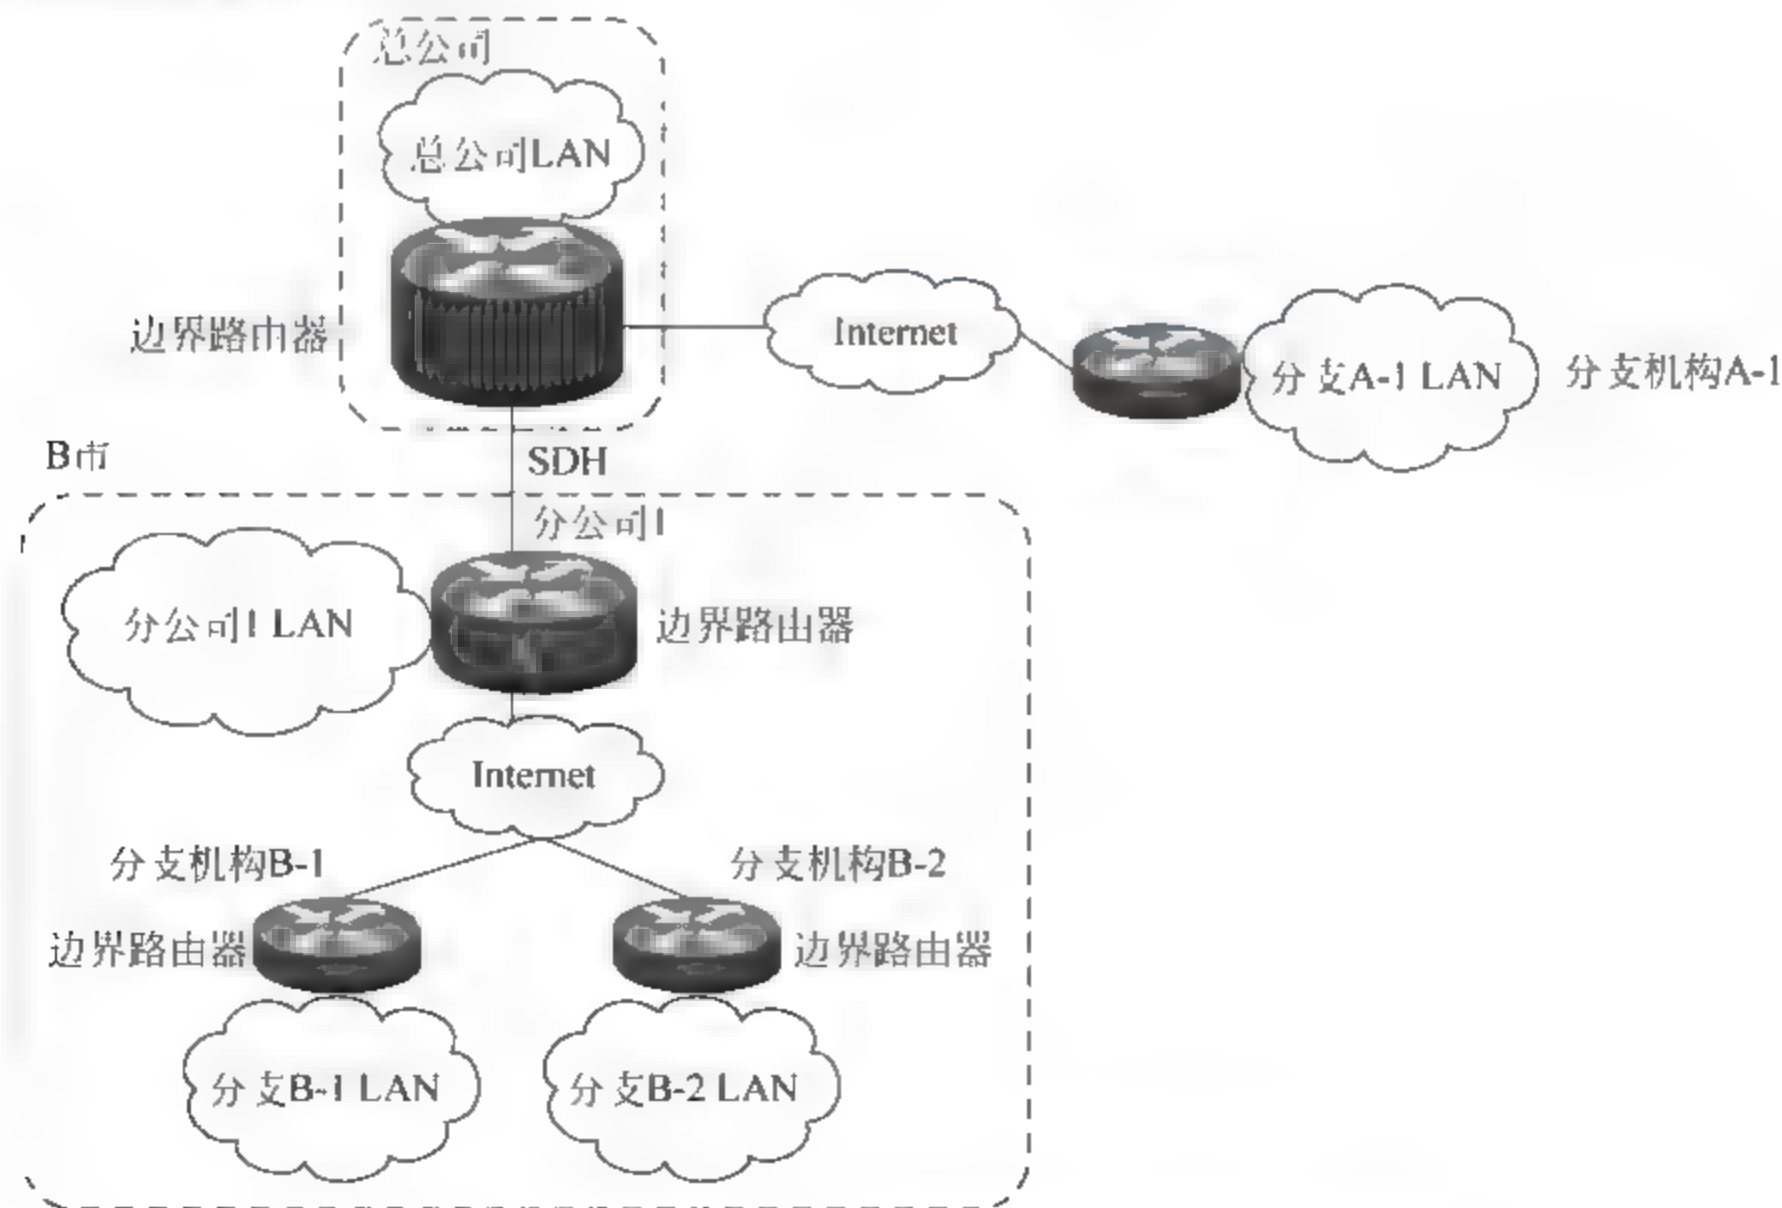 总公司
总公司LAN
边界路由器
Internet
分支A-1 LAN
分支机构A-1
B市
SDH
分公司1
分公司1 LAN
边界路由器
Internet
分支机构B-1
分支机构B-2
边界路由器
边界路由器
分支B-1 LAN
分支B-2 LAN